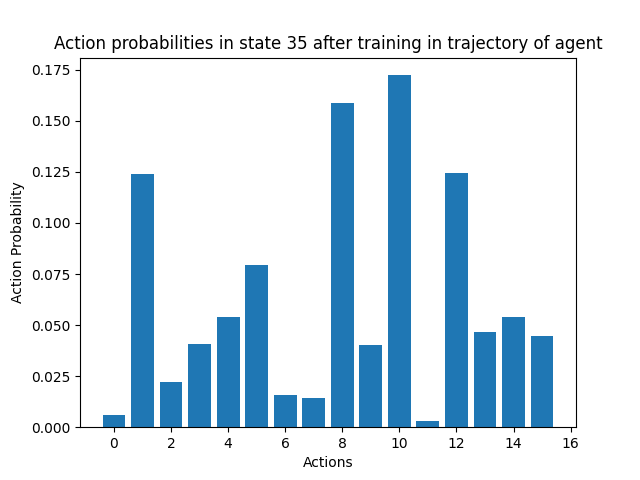 Action probabilities in state 35 after training in trajectory of agent
0.175
0.150
0.125
0.100
0.075
0.050
0.025
0.000
Action Probability
0 2 4 6 8 10 12 14 16
Actions